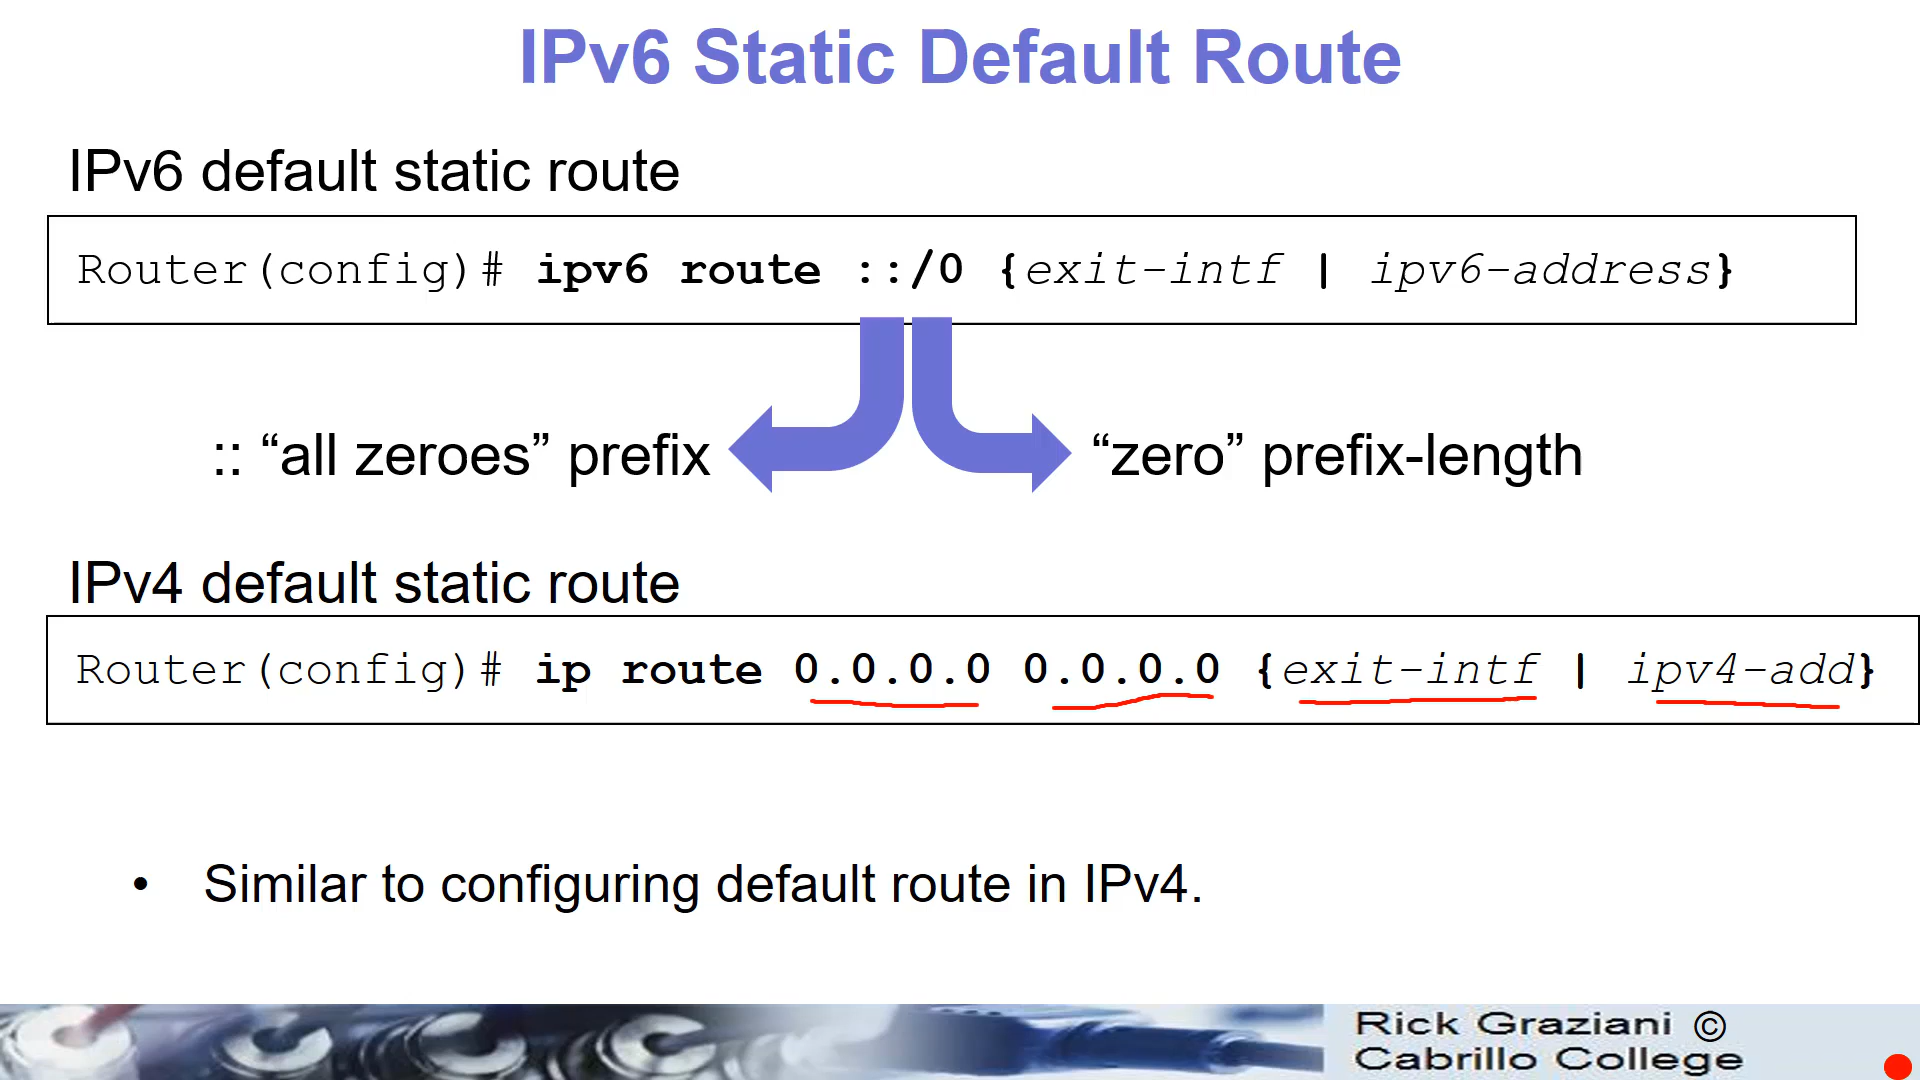 IPv6 Static Default Route
IPv6 default static route
Router(config)# ipv6 route ::/0 {exit-intf | ipv6-address}
:: “all zeroes” prefix
“zero” prefix-length
IPv4 default static route
Router(config)# ip route 0.0.0.0 0.0.0.0 {exit-intf | ipv4-add}
• Similar to configuring default route in IPv4.
Rick Graziani ©
Cabrillo College